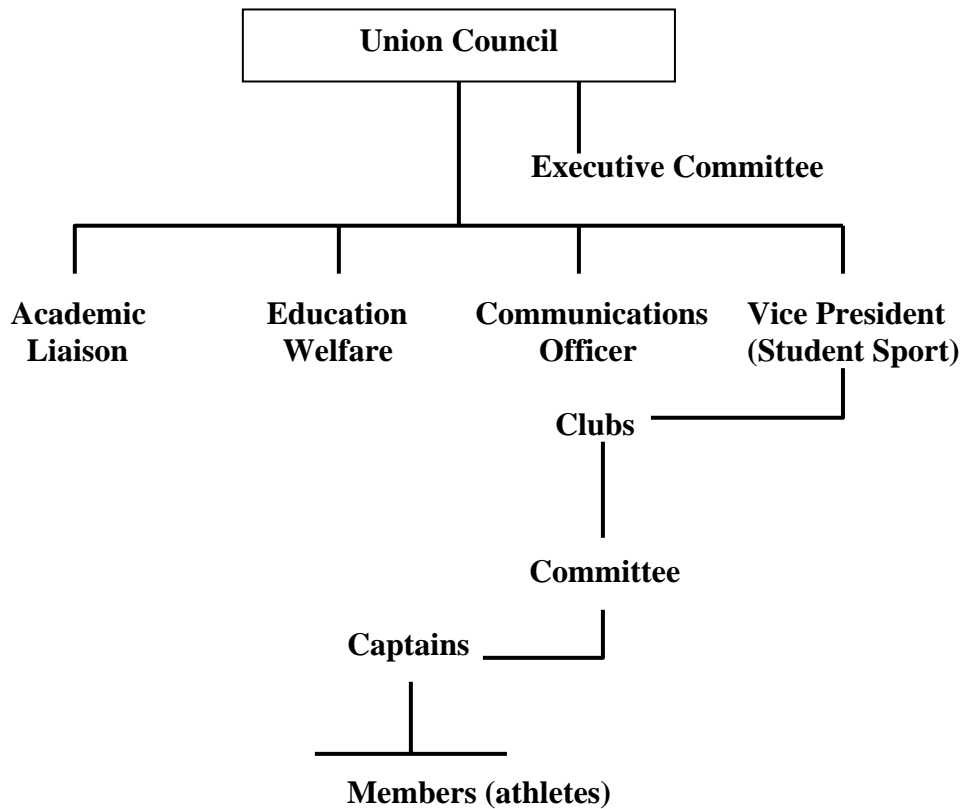 Union Council
Executive Committee
Academic
Liaison
Education
Welfare
Communications
Officer
Vice President
(Student Sport)
Clubs
Committee
Captains
Members (athletes)